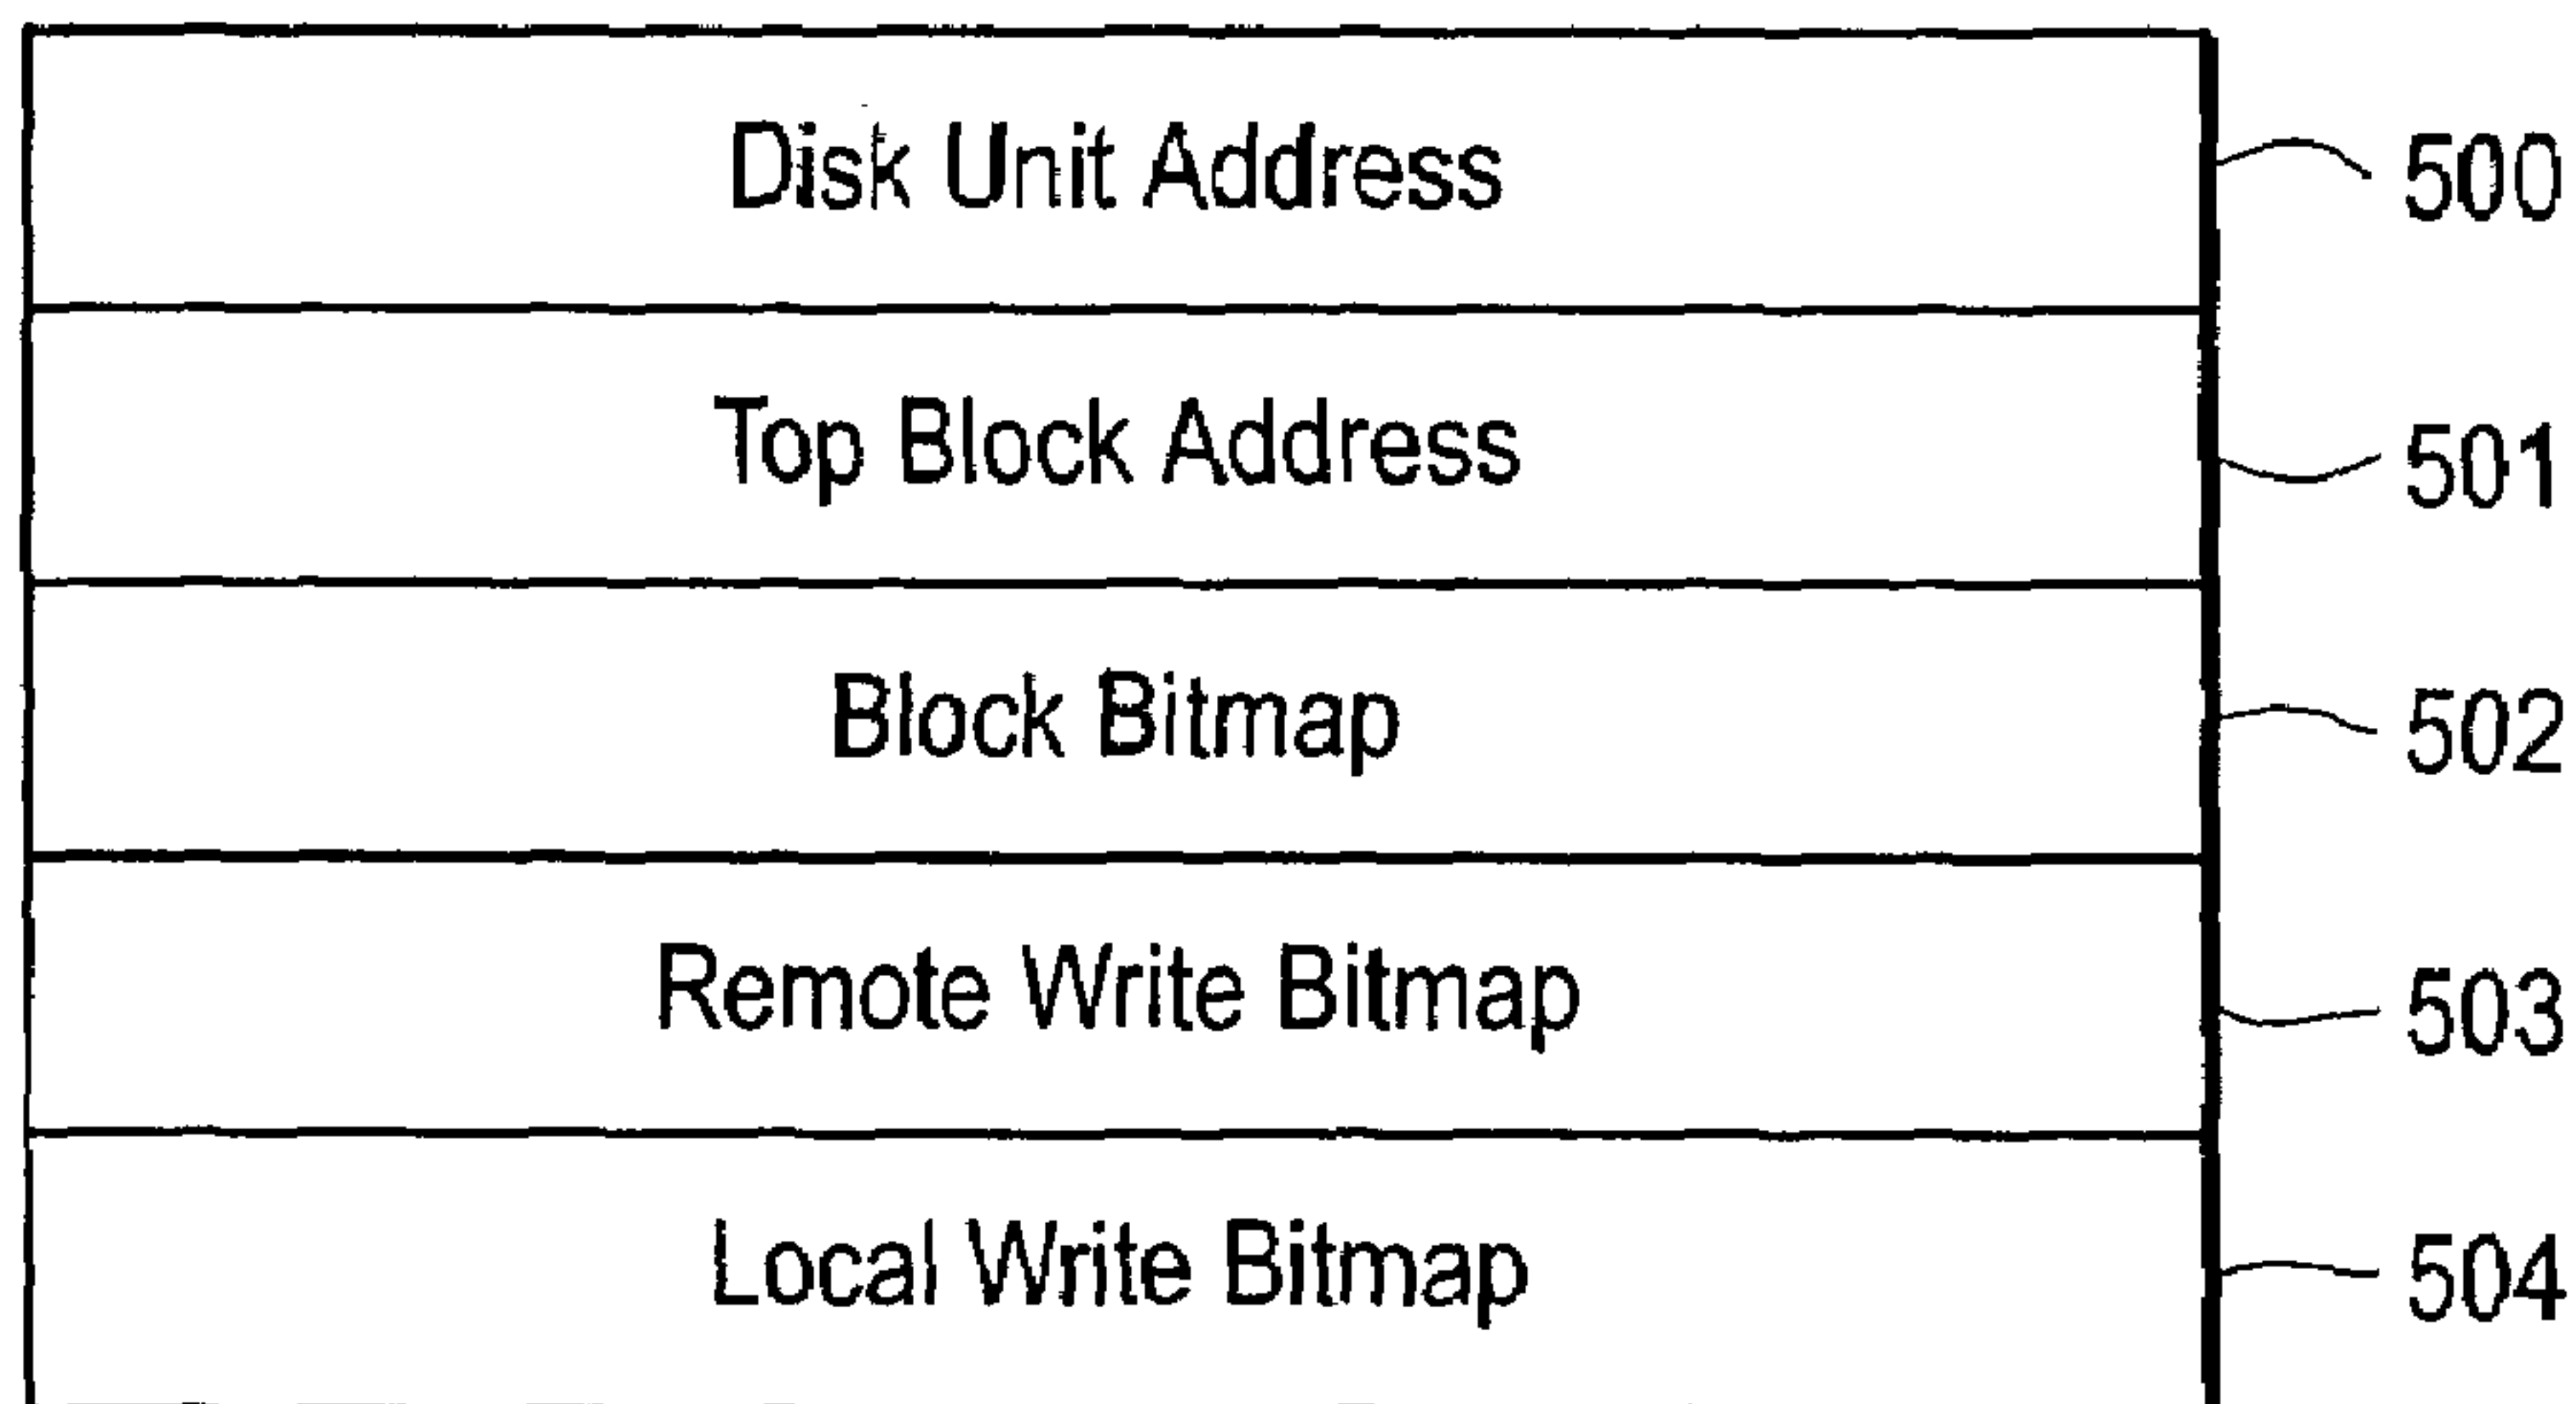 Disk Unit Address 500
Top Block Address 501
Block Bitmap 502
Remote Write Bitmap 503
Local Write Bitmap 504